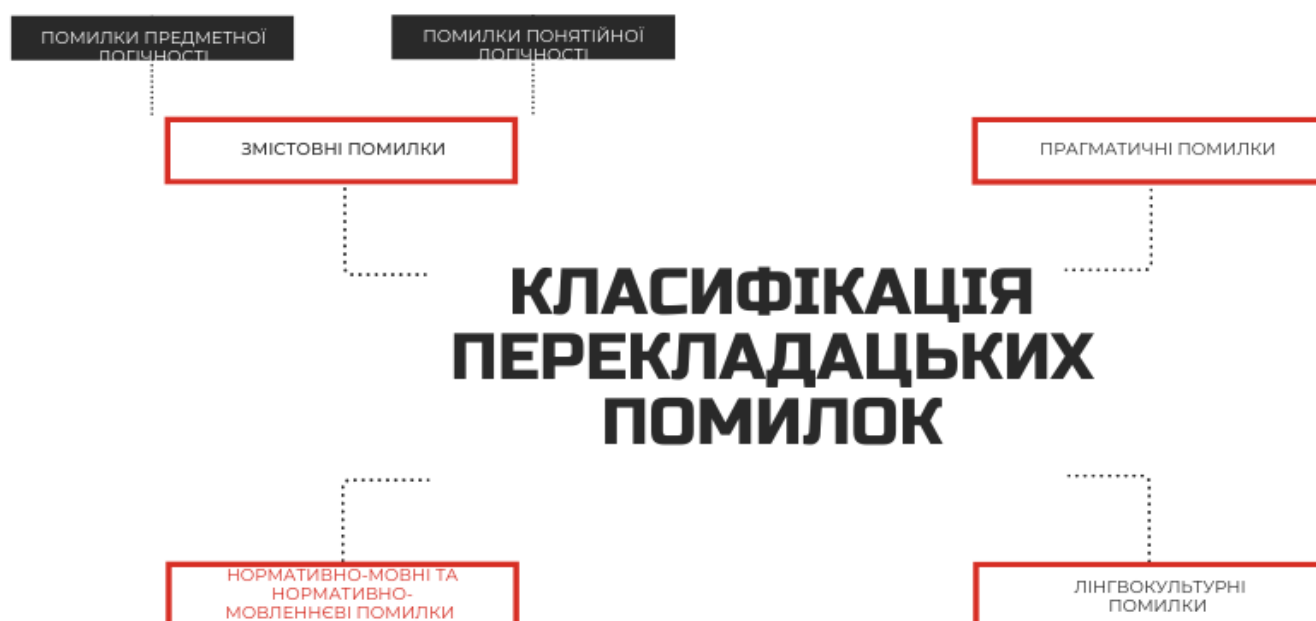 ПОМИЛКИ ПРЕДМЕТНОЇ
ЛОГІЧНОСТІ
ПОМИЛКИ ПОНЯТІЙНОЇ
ЛОГІЧНОСТІ
ЗМІСТОВНІ ПОМИЛКИ
ПРАГМАТИЧНІ ПОМИЛКИ
КЛАСИФІКАЦІЯ
ПЕРЕКЛАДАЦЬКИХ
ПОМИЛОК
НОРМАТИВНО-МОВНІ ТА
НОРМАТИВНО-
МОВЛЕННЄВІ ПОМИЛКИ
ЛІНГВОКУЛЬТУРНІ
ПОМИЛКИ